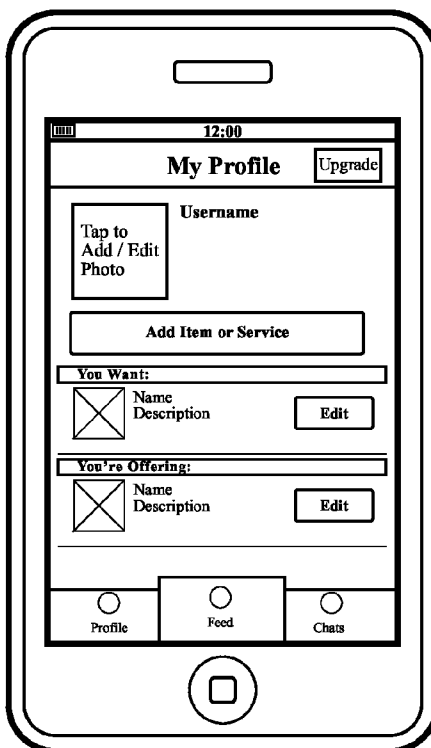 12:00
My Profile
Upgrade
Username
Tap to
Add / Edit
Photo
Add Item or Service
You Want:
Name
Description
Edit
You're Offering:
Name
Description
Edit
Profile
Feed
Chats